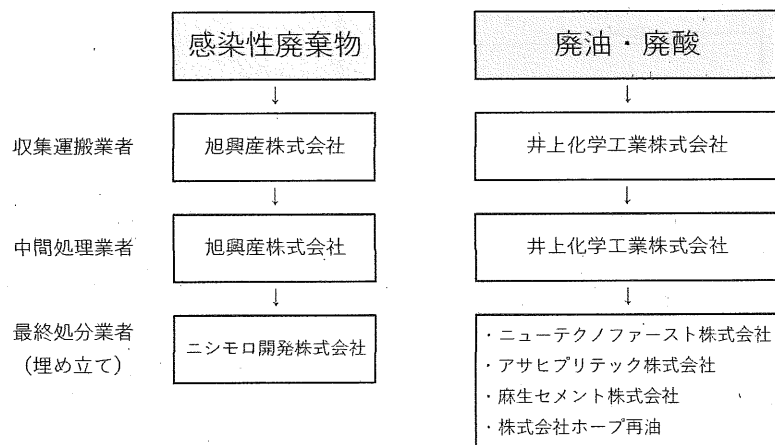 感染性廃棄物
廃油・廃酸
↓
↓
収集運搬業者
旭興産株式会社
井上化学工業株式会社
↓
↓
中間処理業者
旭興産株式会社
井上化学工業株式会社
↓
↓
最終処分業者
(埋め立て)
ニシモロ開発株式会社
・ニューテクノファースト株式会社
・アサヒプリテック株式会社
・麻生セメント株式会社
・株式会社ホープ再油